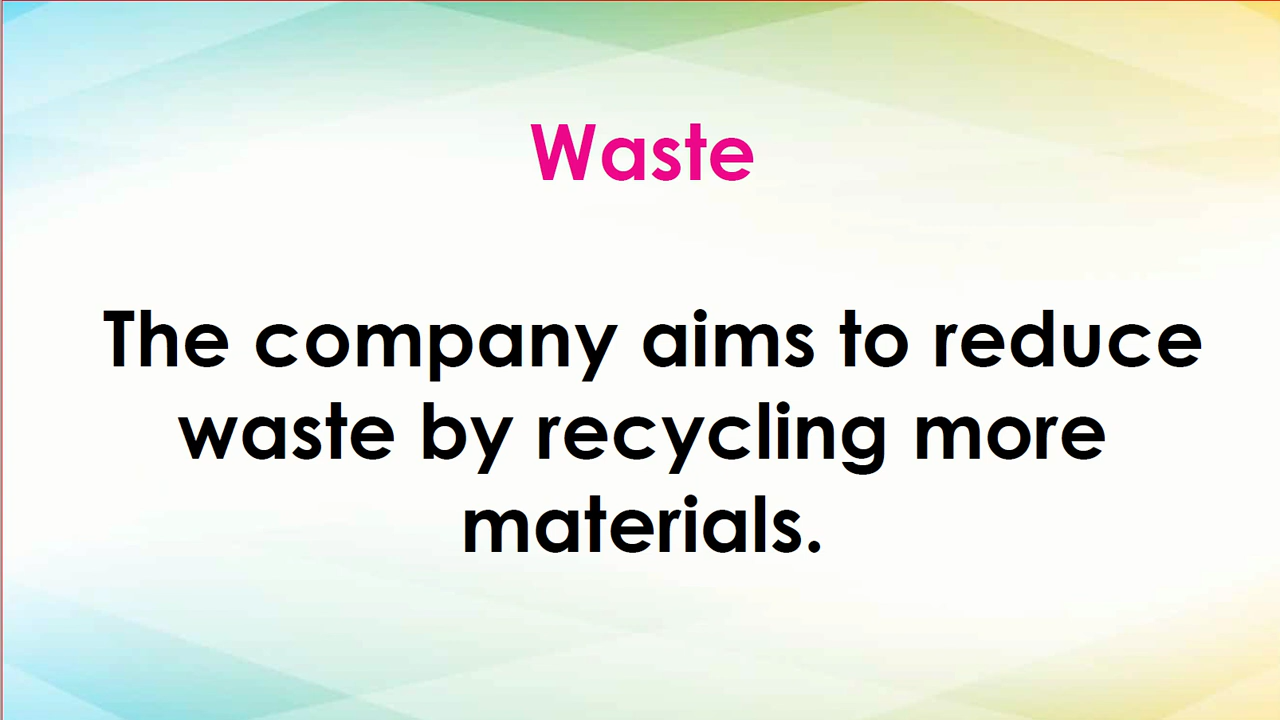 Waste
The company aims to reduce
waste by recycling more
materials.